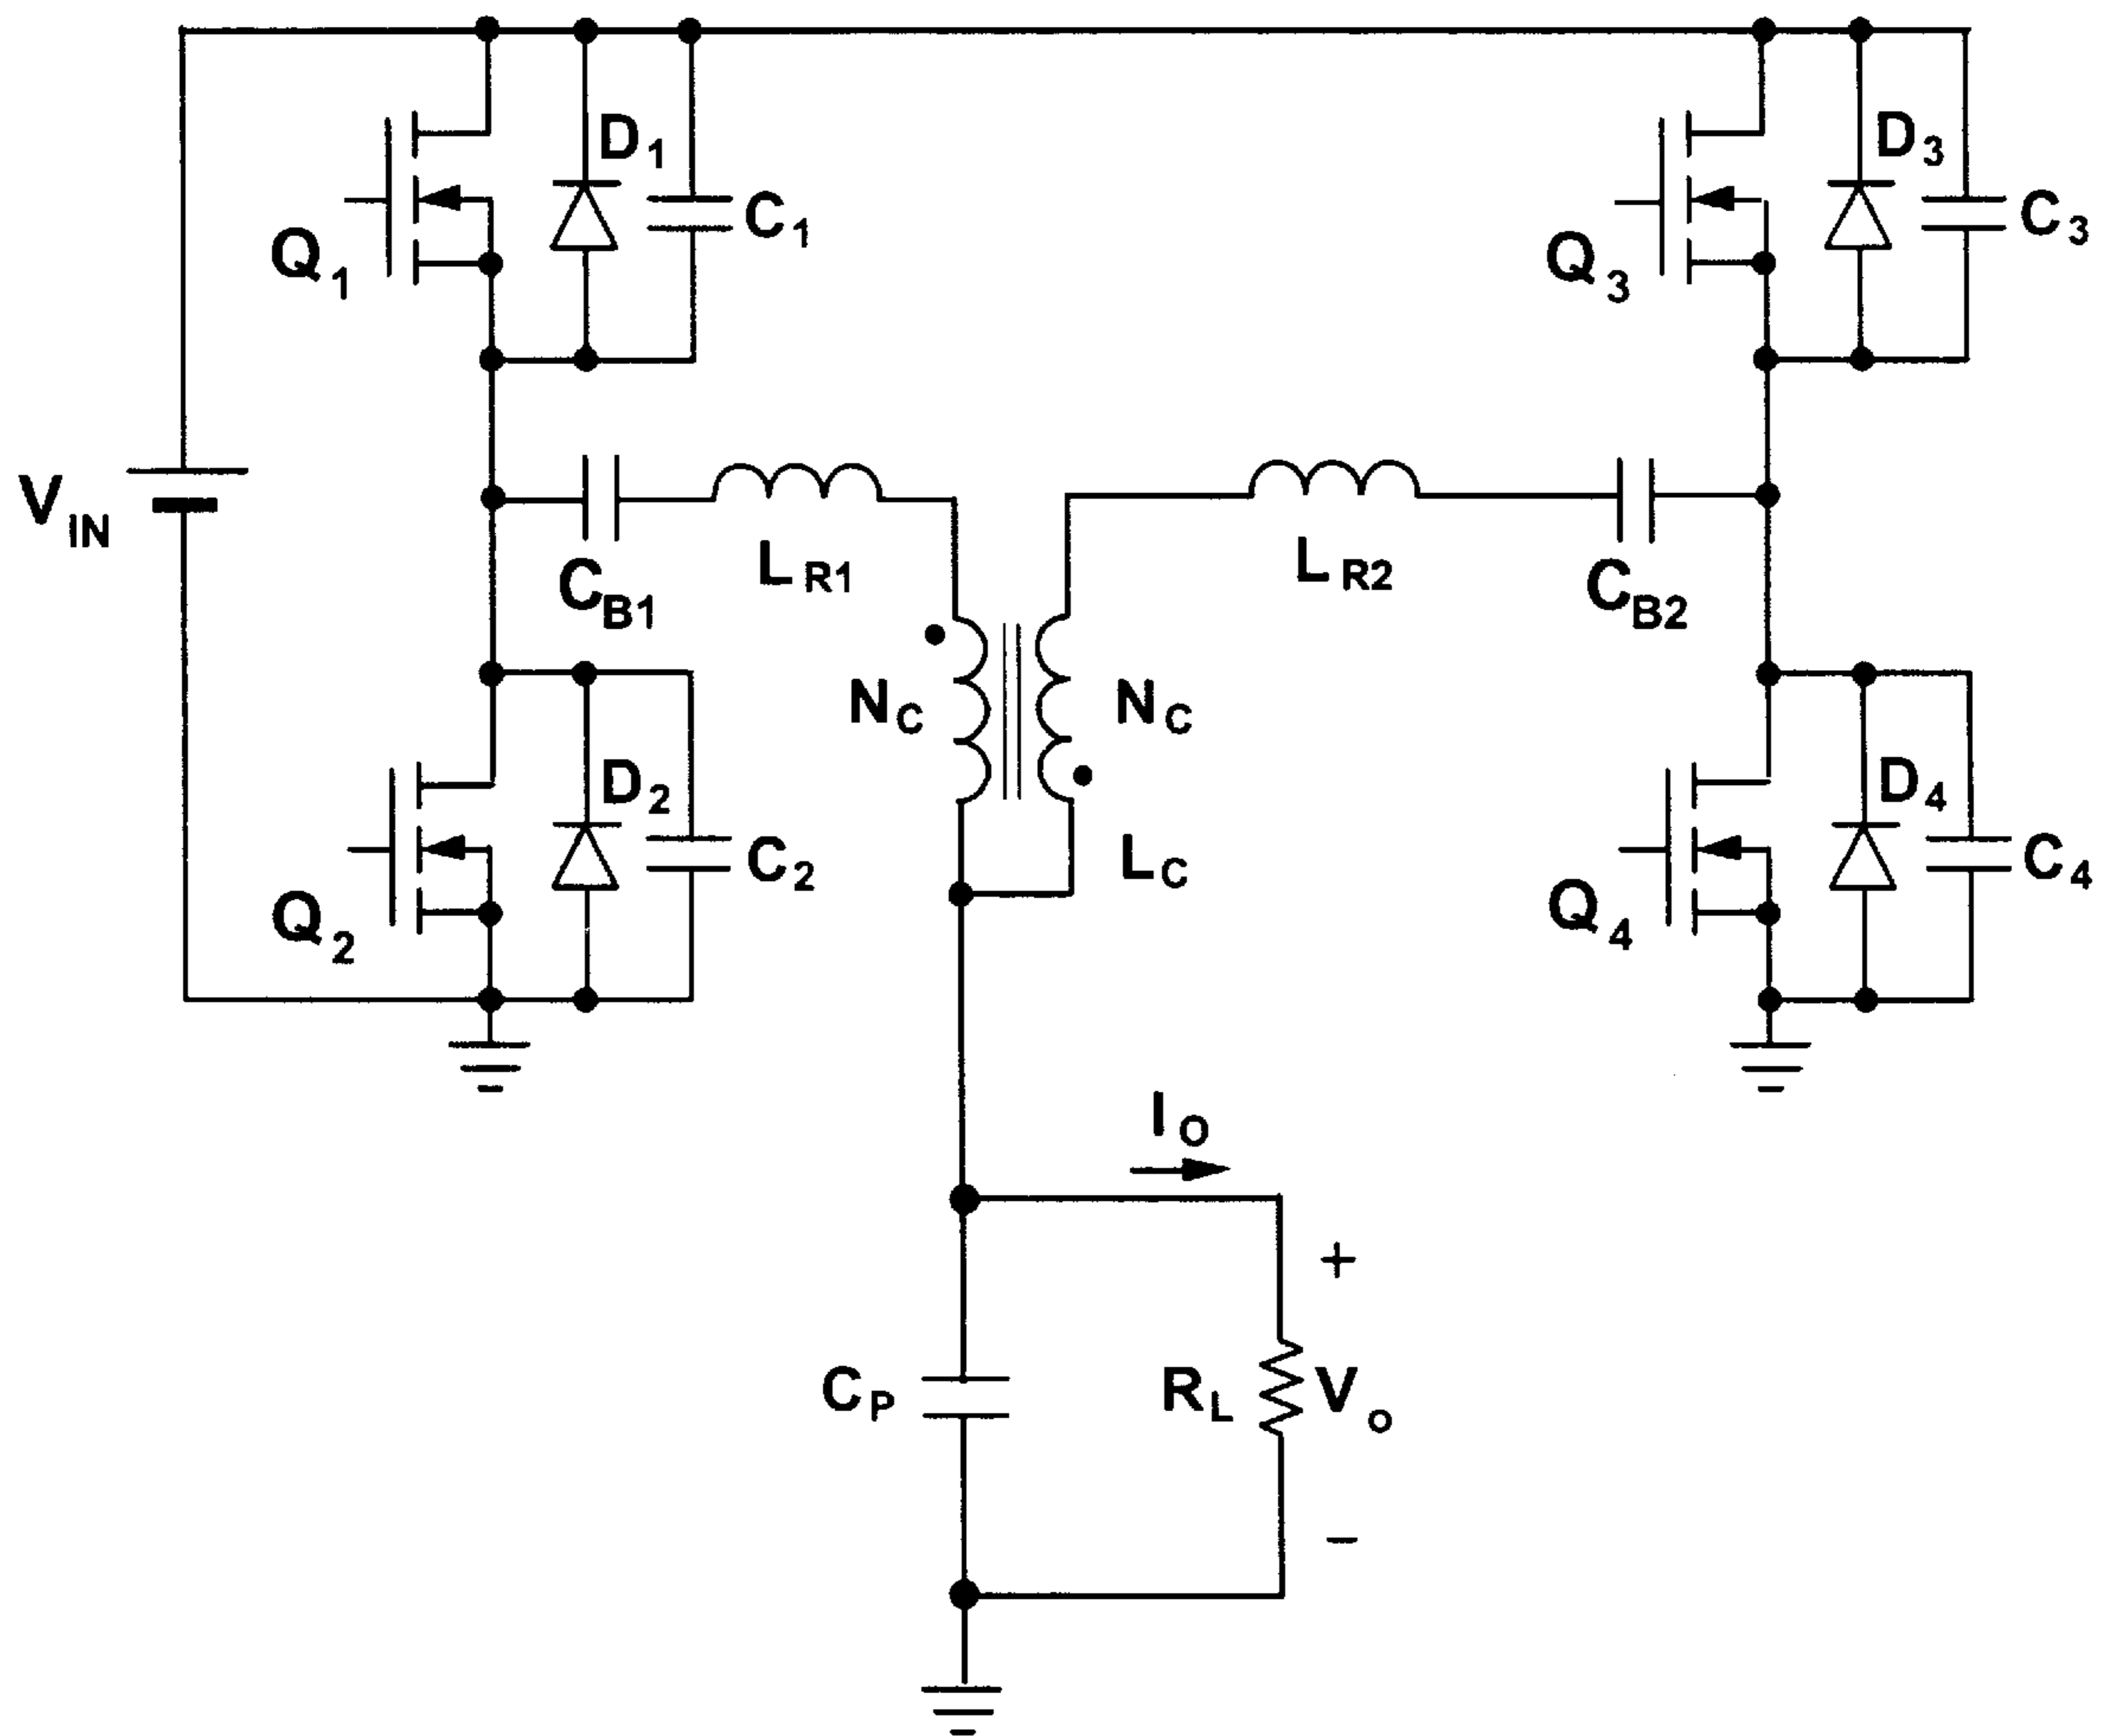 D1
C1
Q1
D3
C3
Q3
VIN
CB1
LR1
LR2
CB2
NC
NC
D2
C2
Q2
LC
D4
C4
Q4
IO
+
CP
RL
Vo
−